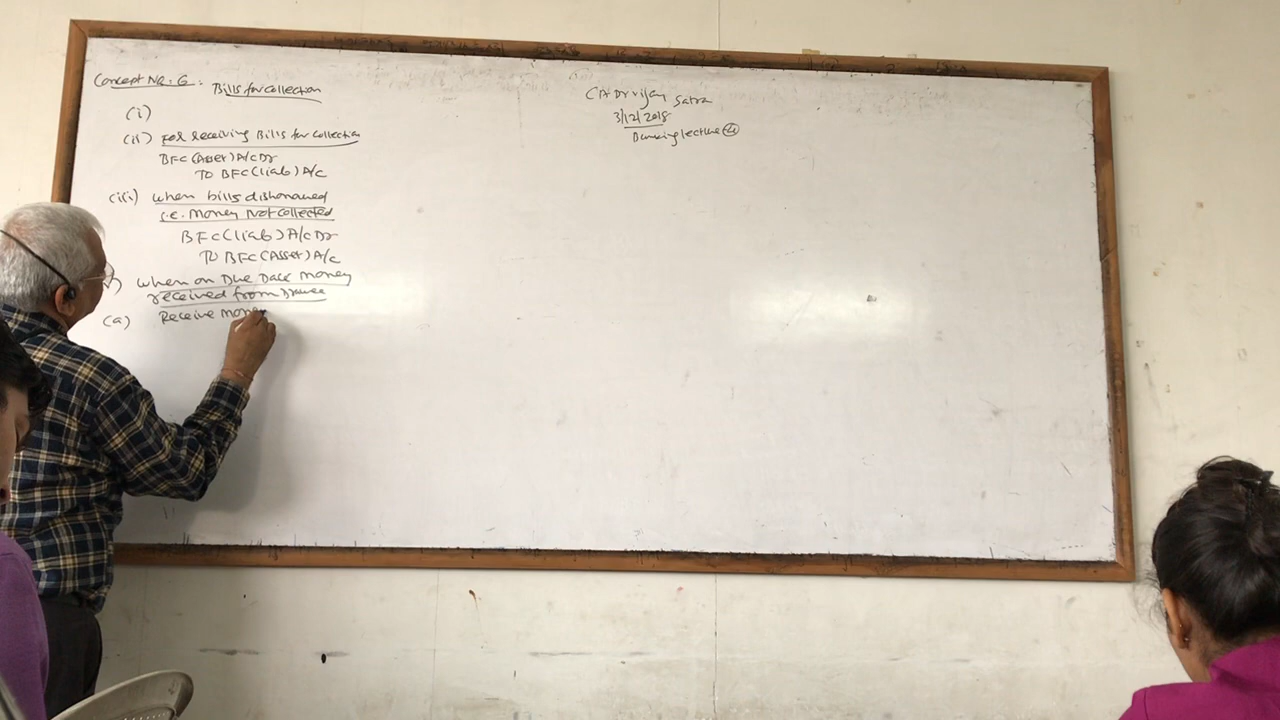 Concept No: 6: Bills for collection
(i)
(ii) For receiving Bills for collection
BFC (Asset) A/c Dr
To BFC (liab) A/c
(iii) when bills dishonoured
i.e. Money Not collected
BFC (liab) A/c Dr
To BFC (Asset) A/c
when on Due Date money
received from Drawee
(a) Receive money
CA. Dr Vijay Satra
3/12/2018
Banking lecture